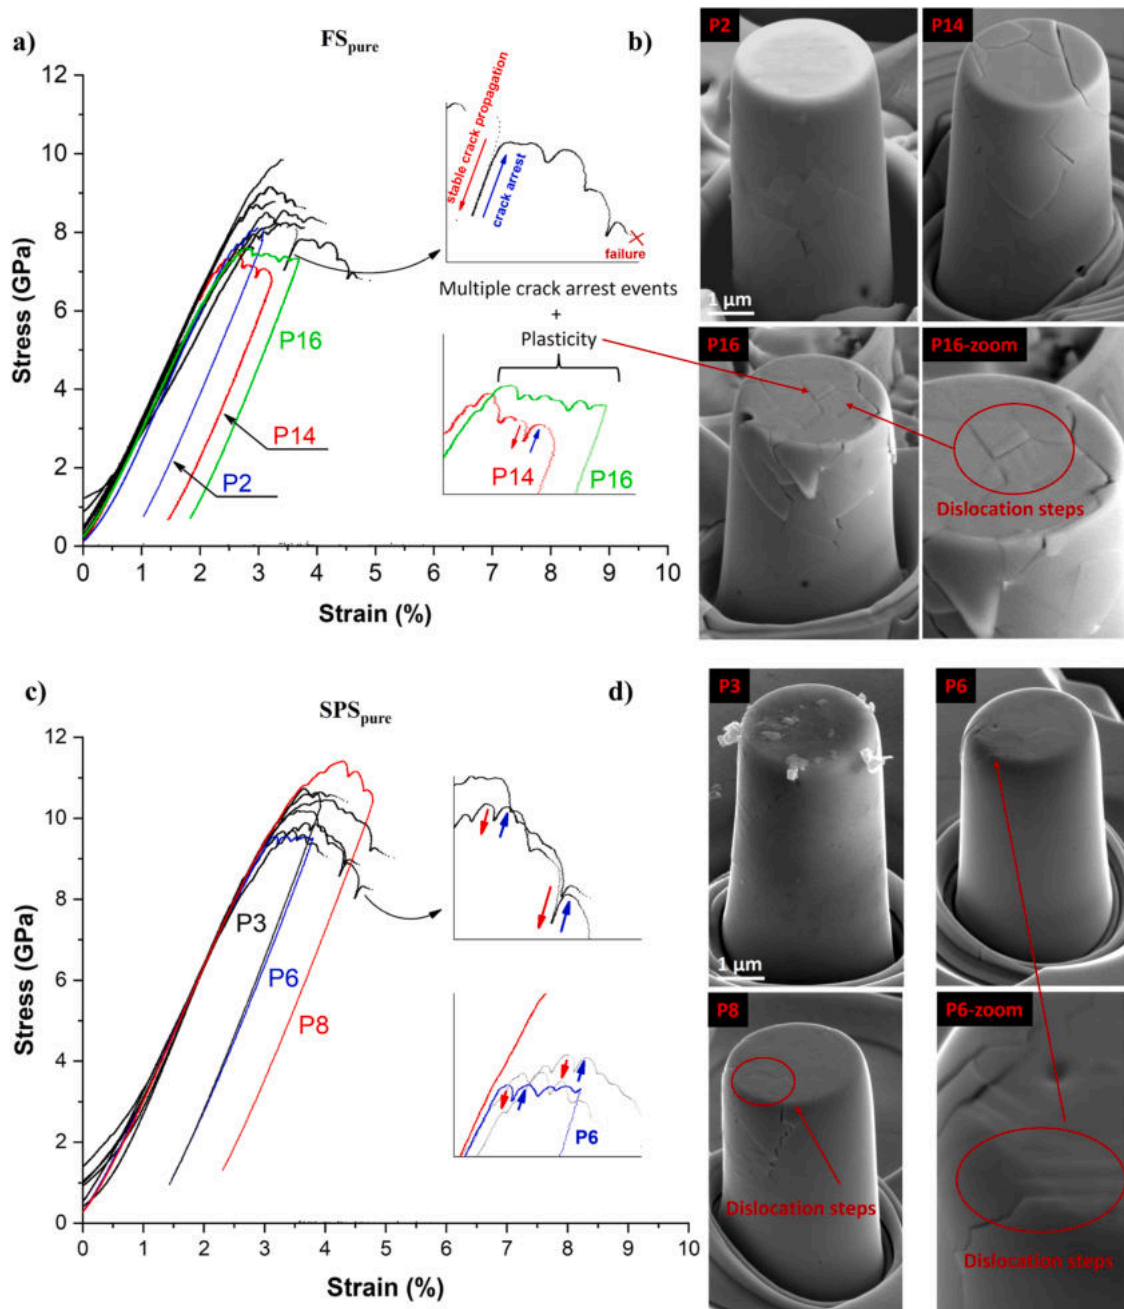 a)
FS_pure
12
10
8
6
4
2
0
Stress (GPa)
0 1 2 3 4 5 6 7 8 9 10
Strain (%)
P16
P14
P2
stable crack propagation
crack arrest
failure
Multiple crack arrest events
+
Plasticity
P14
P16
b)
P2
1 µm
P14
P16
P16-zoom
Dislocation steps
c)
SPS_pure
12
10
8
6
4
2
0
Stress (GPa)
0 1 2 3 4 5 6 7 8 9 10
Strain (%)
P3
P6
P8
P6
d)
P3
1 µm
P6
P8
Dislocation steps
P6-zoom
Dislocation steps